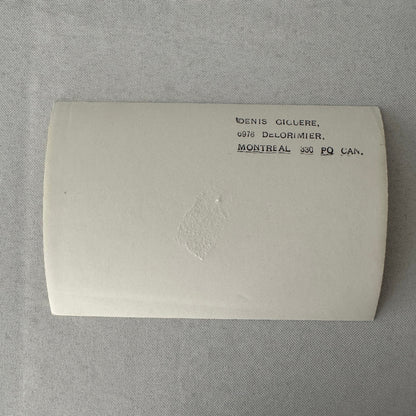 DENIS GIGUERE,
6976 DELORIMIER,
MONTREAL 330 PQ CAN.